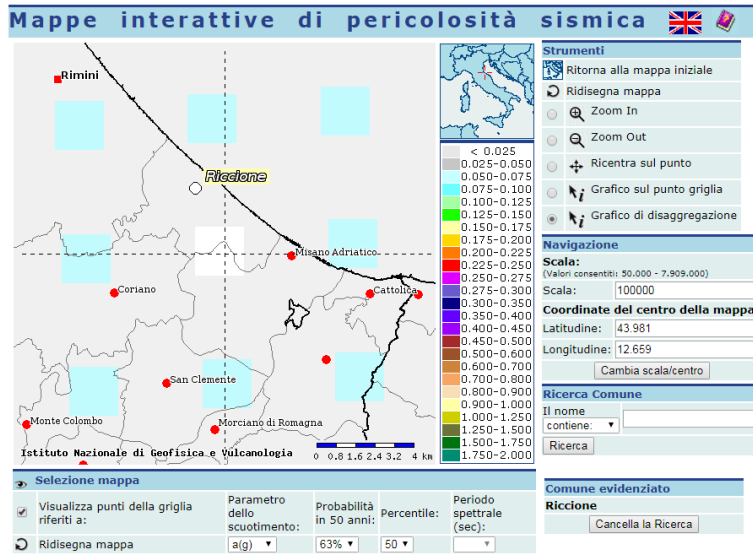 Mappe interattive di pericolosità sismica
Rimini
Riccione
Misano Adriatico
Coriano
Cattolica
San Clemente
Monte Colombo
Morciano di Romagna
Istituto Nazionale di Geofisica e Vulcanologia
0 0.8 1.6 2.4 3.2 4 km
< 0.025
0.025-0.050
0.050-0.075
0.075-0.100
0.100-0.125
0.125-0.150
0.150-0.175
0.175-0.200
0.200-0.225
0.225-0.250
0.250-0.275
0.275-0.300
0.300-0.350
0.350-0.400
0.400-0.450
0.450-0.500
0.500-0.600
0.600-0.700
0.700-0.800
0.800-0.900
0.900-1.000
1.000-1.250
1.250-1.500
1.500-1.750
1.750-2.000
Strumenti
Ritorna alla mappa iniziale
Ridisegna mappa
Zoom In
Zoom Out
Ricentra sul punto
Grafico sul punto griglia
Grafico di disaggregazione
Navigazione
Scala:
(Valori consentiti: 50.000 - 7.909.000)
Scala: 100000
Coordinate del centro della mappa
Latitudine: 43.981
Longitudine: 12.659
Cambia scala/centro
Ricerca Comune
Il nome
contiene:
Ricerca
Comune evidenziato
Riccione
Cancella la Ricerca
Selezione mappa
Visualizza punti della griglia
riferiti a:
Parametro
dello
scuotimento:
Probabilità
in 50 anni:
Percentile:
Periodo
spettrale
(sec):
Ridisegna mappa
a(g) 63% 50